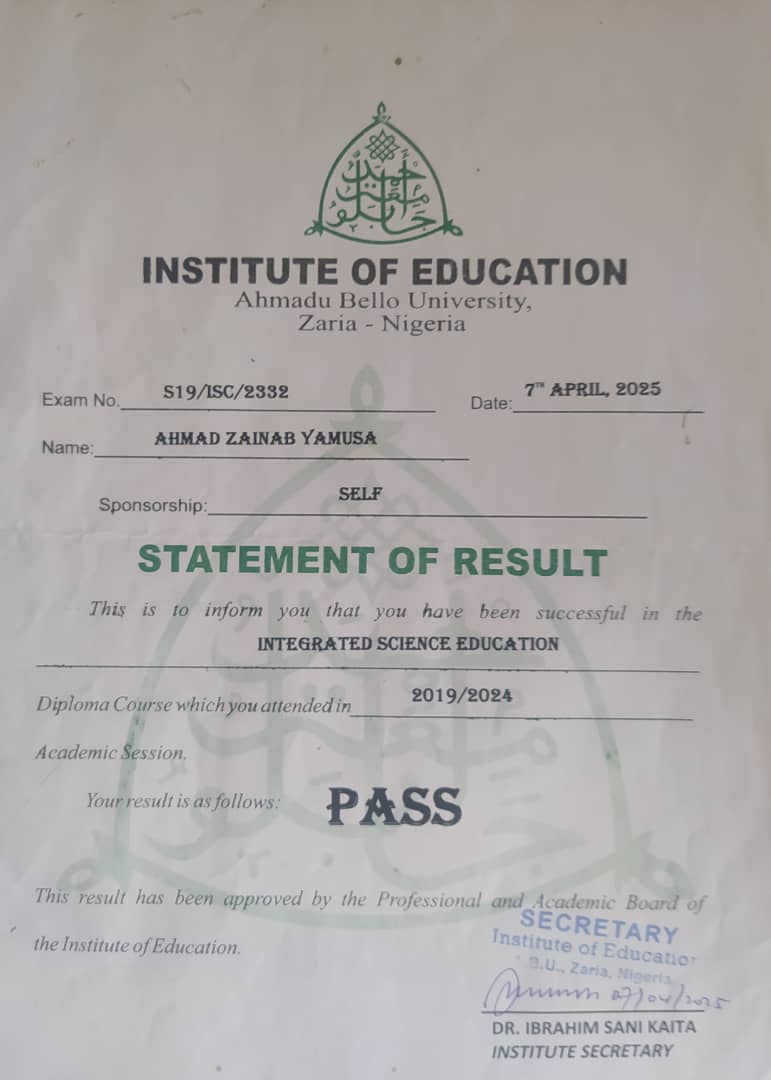 INSTITUTE OF EDUCATION
Ahmadu Bello University,
Zaria - Nigeria
Exam No. S19/ISC/2332 Date: 7TH APRIL, 2025
Name: AHMAD ZAINAB YAMUSA
Sponsorship: SELF
STATEMENT OF RESULT
This is to inform you that you have been successful in the
INTEGRATED SCIENCE EDUCATION
Diploma Course which you attended in 2019/2024
Academic Session.
Your result is as follows: PASS
This result has been approved by the Professional and Academic Board of
the Institute of Education.
SECRETARY
Institute of Education
B.U., Zaria, Nigeria
07/04/2025
DR. IBRAHIM SANI KAITA
INSTITUTE SECRETARY